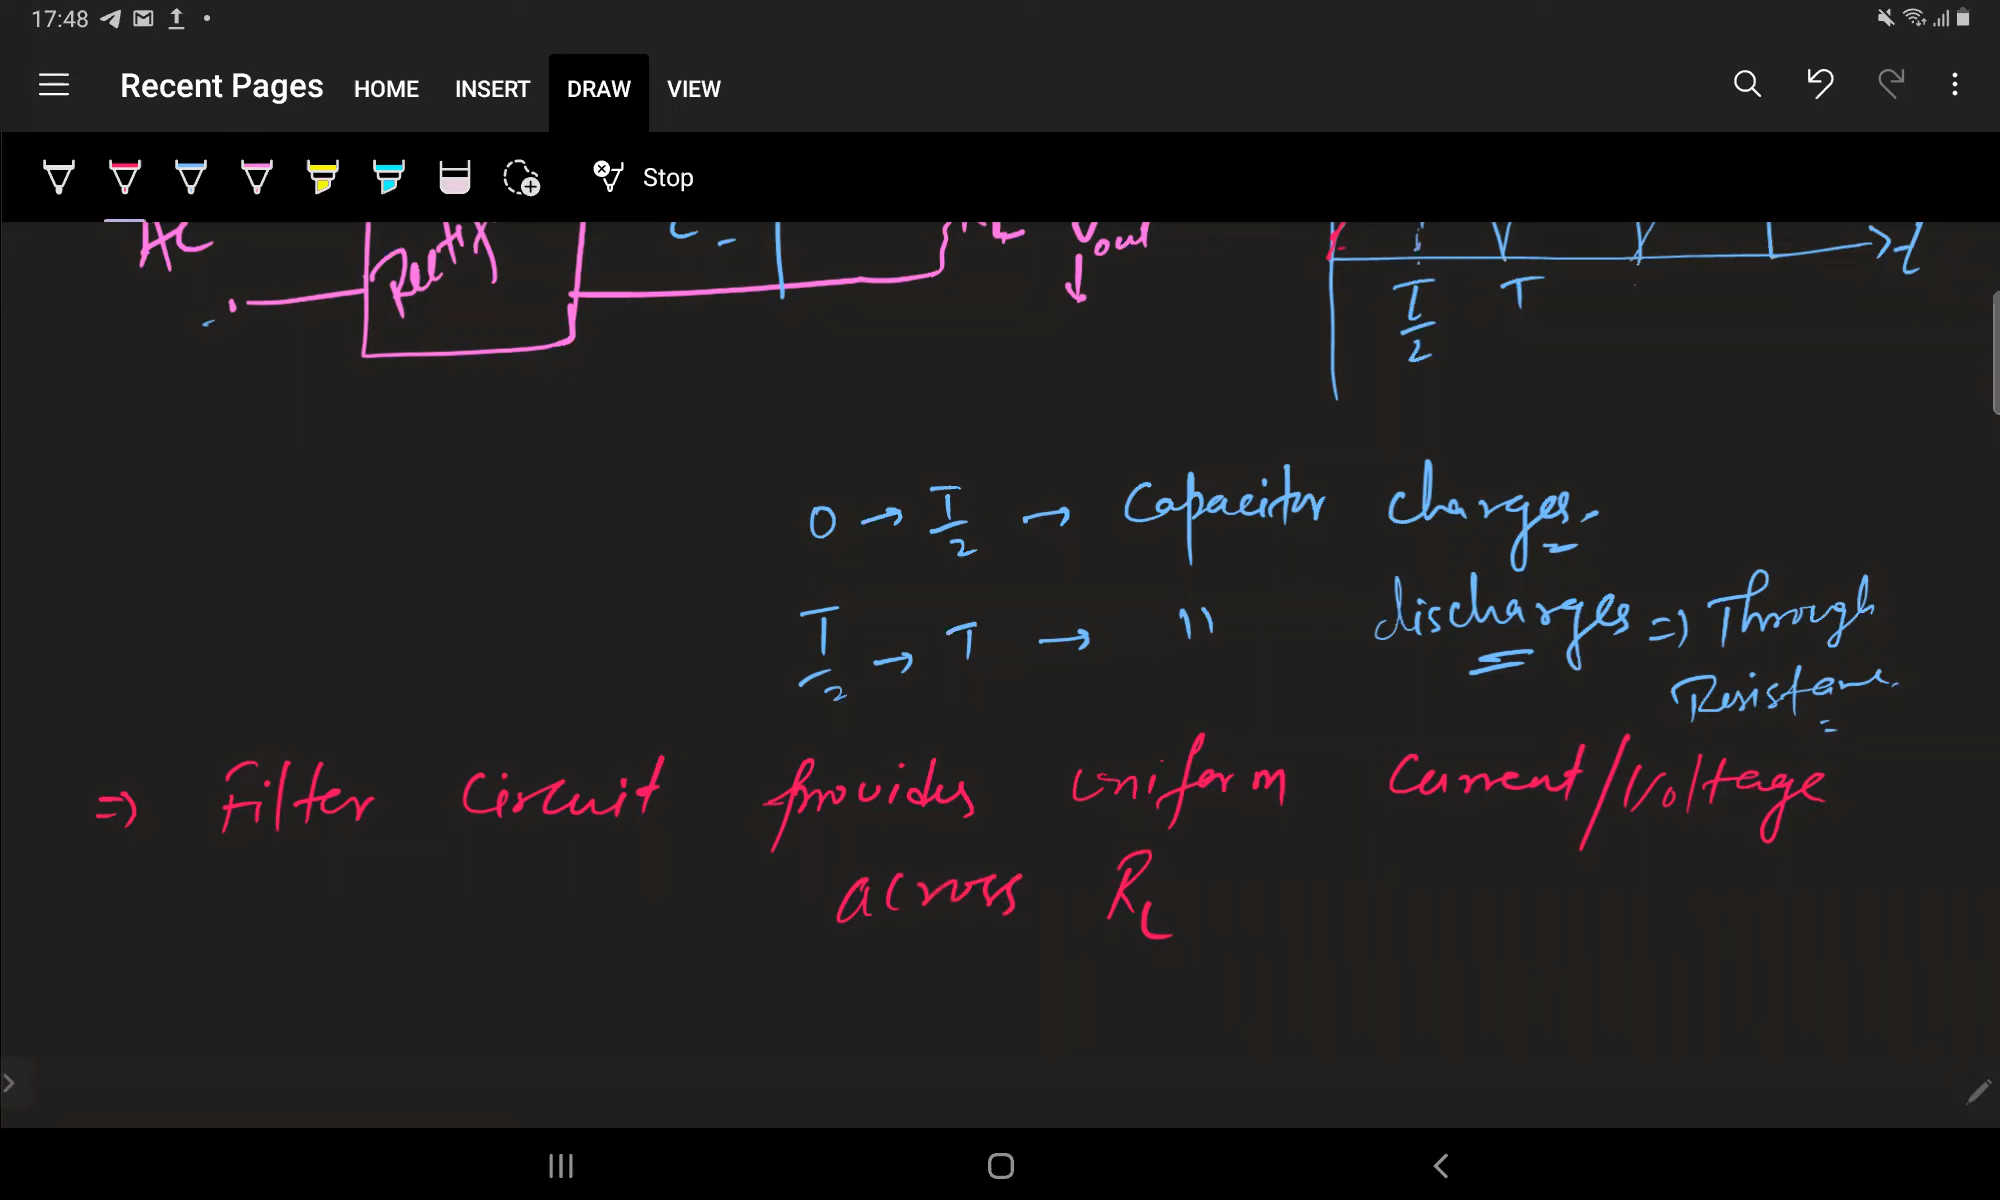 17:48
Recent Pages HOME INSERT DRAW VIEW
Stop
AC Rectify C RL Vout t
T/2 T
0 → T/2 → Capacitor charges.
T/2 → T → " discharges => Through
Resistance.
=> Filter Circuit provides uniform Current/Voltage
across RL